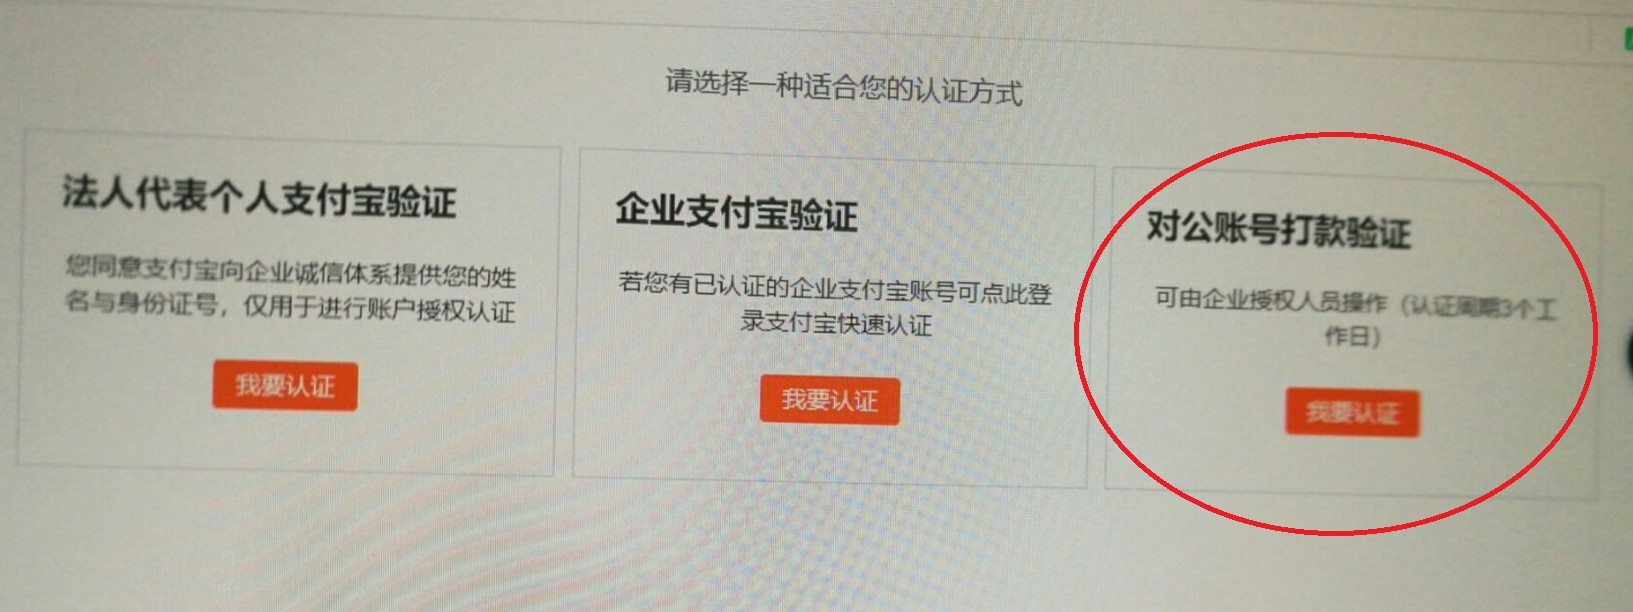 请选择一种适合您的认证方式
法人代表个人支付宝验证
您同意支付宝向企业诚信体系提供您的姓
名与身份证号，仅用于进行账户授权认证
我要认证
企业支付宝验证
若您有已认证的企业支付宝账号可点此登
录支付宝快速认证
我要认证
对公账号打款验证
可由企业授权人员操作（认证周期3个工
作日）
我要认证